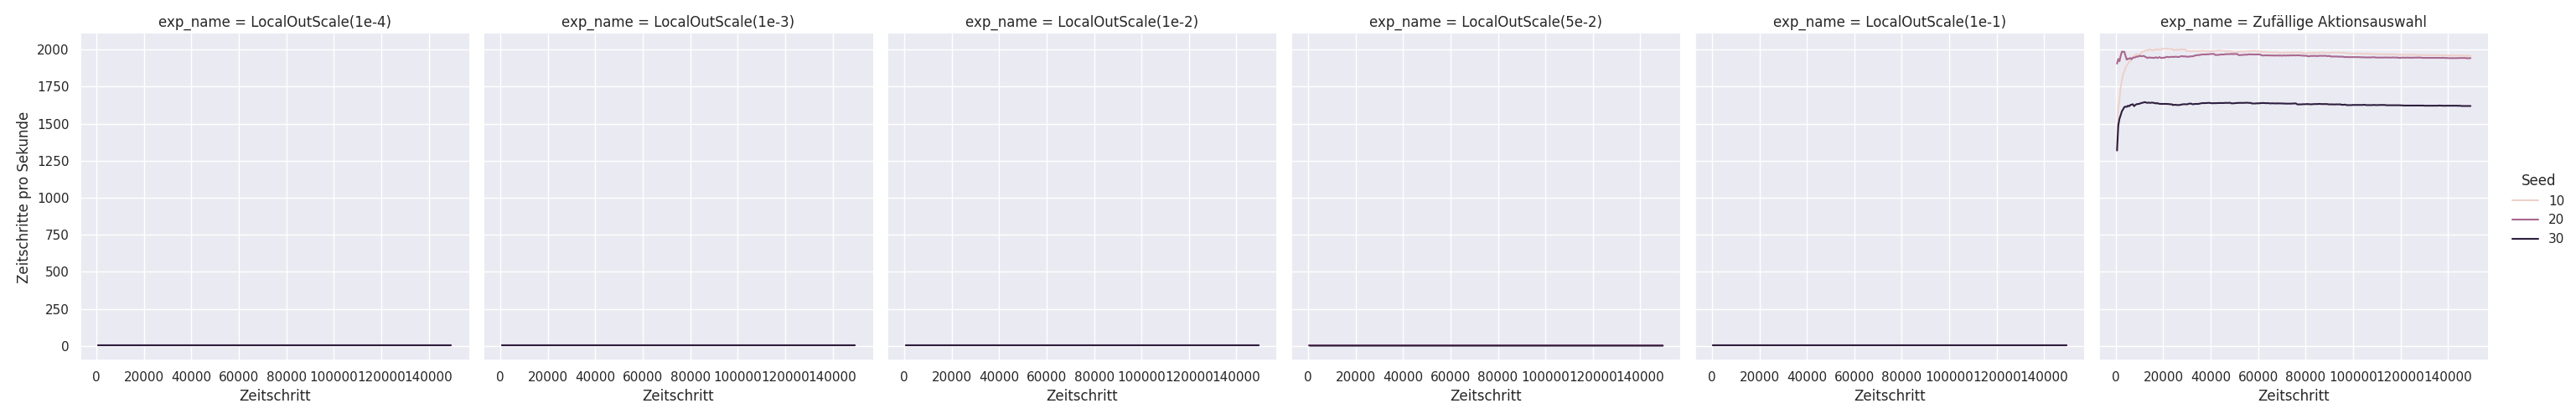 exp_name = LocalOutScale(1e-4)
exp_name = LocalOutScale(1e-3)
exp_name = LocalOutScale(1e-2)
exp_name = LocalOutScale(5e-2)
exp_name = LocalOutScale(1e-1)
exp_name = Zufällige Aktionsauswahl
Zeitschritte pro Sekunde
2000
1750
1500
1250
1000
750
500
250
0
0 20000 40000 60000 80000 100000 120000 140000
0 20000 40000 60000 80000 100000 120000 140000
0 20000 40000 60000 80000 100000 120000 140000
0 20000 40000 60000 80000 100000 120000 140000
0 20000 40000 60000 80000 100000 120000 140000
0 20000 40000 60000 80000 100000 120000 140000
Zeitschritt
Zeitschritt
Zeitschritt
Zeitschritt
Zeitschritt
Zeitschritt
Seed
10
20
30